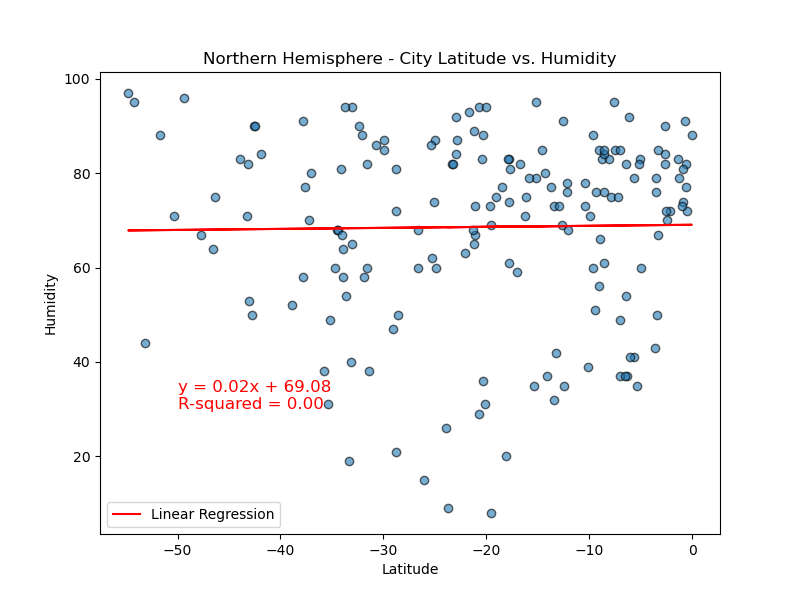 Northern Hemisphere - City Latitude vs. Humidity
Humidity
100
80
60
40
20
y = 0.02x + 69.08
R-squared = 0.00
Linear Regression
−50
−40
−30
−20
−10
0
Latitude